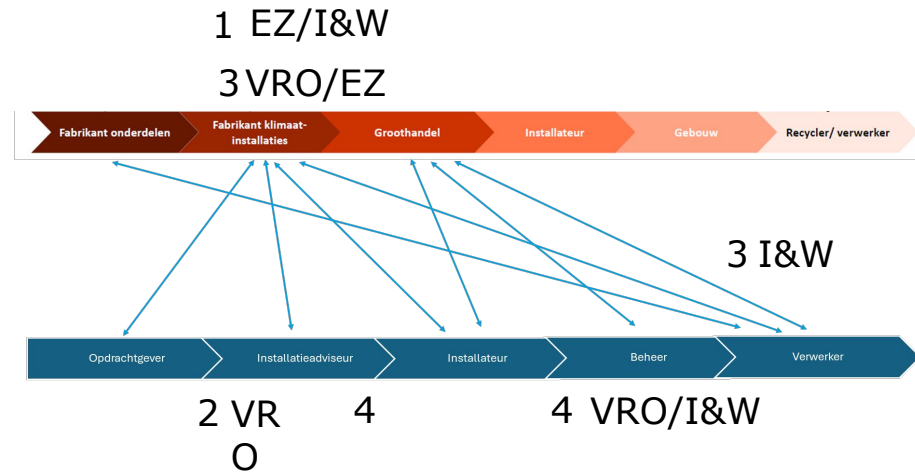 1 EZ/I&W
3 VRO/EZ
Fabrikant onderdelen
Fabrikant klimaat-
installaties
Groothandel
Installateur
Gebouw
Recycler/ verwerker
3 I&W
Opdrachtgever
Installatieadviseur
Installateur
Beheer
Verwerker
2 VR
O
4
4 VRO/I&W